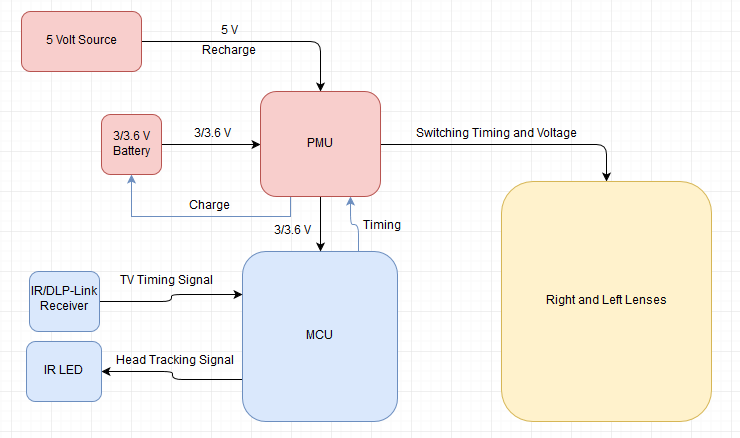 5 Volt Source
5 V
Recharge
3/3.6 V
Battery
3/3.6 V
PMU
Switching Timing and Voltage
Charge
3/3.6 V
Timing
Right and Left Lenses
IR/DLP-Link
Receiver
TV Timing Signal
MCU
Head Tracking Signal
IR LED